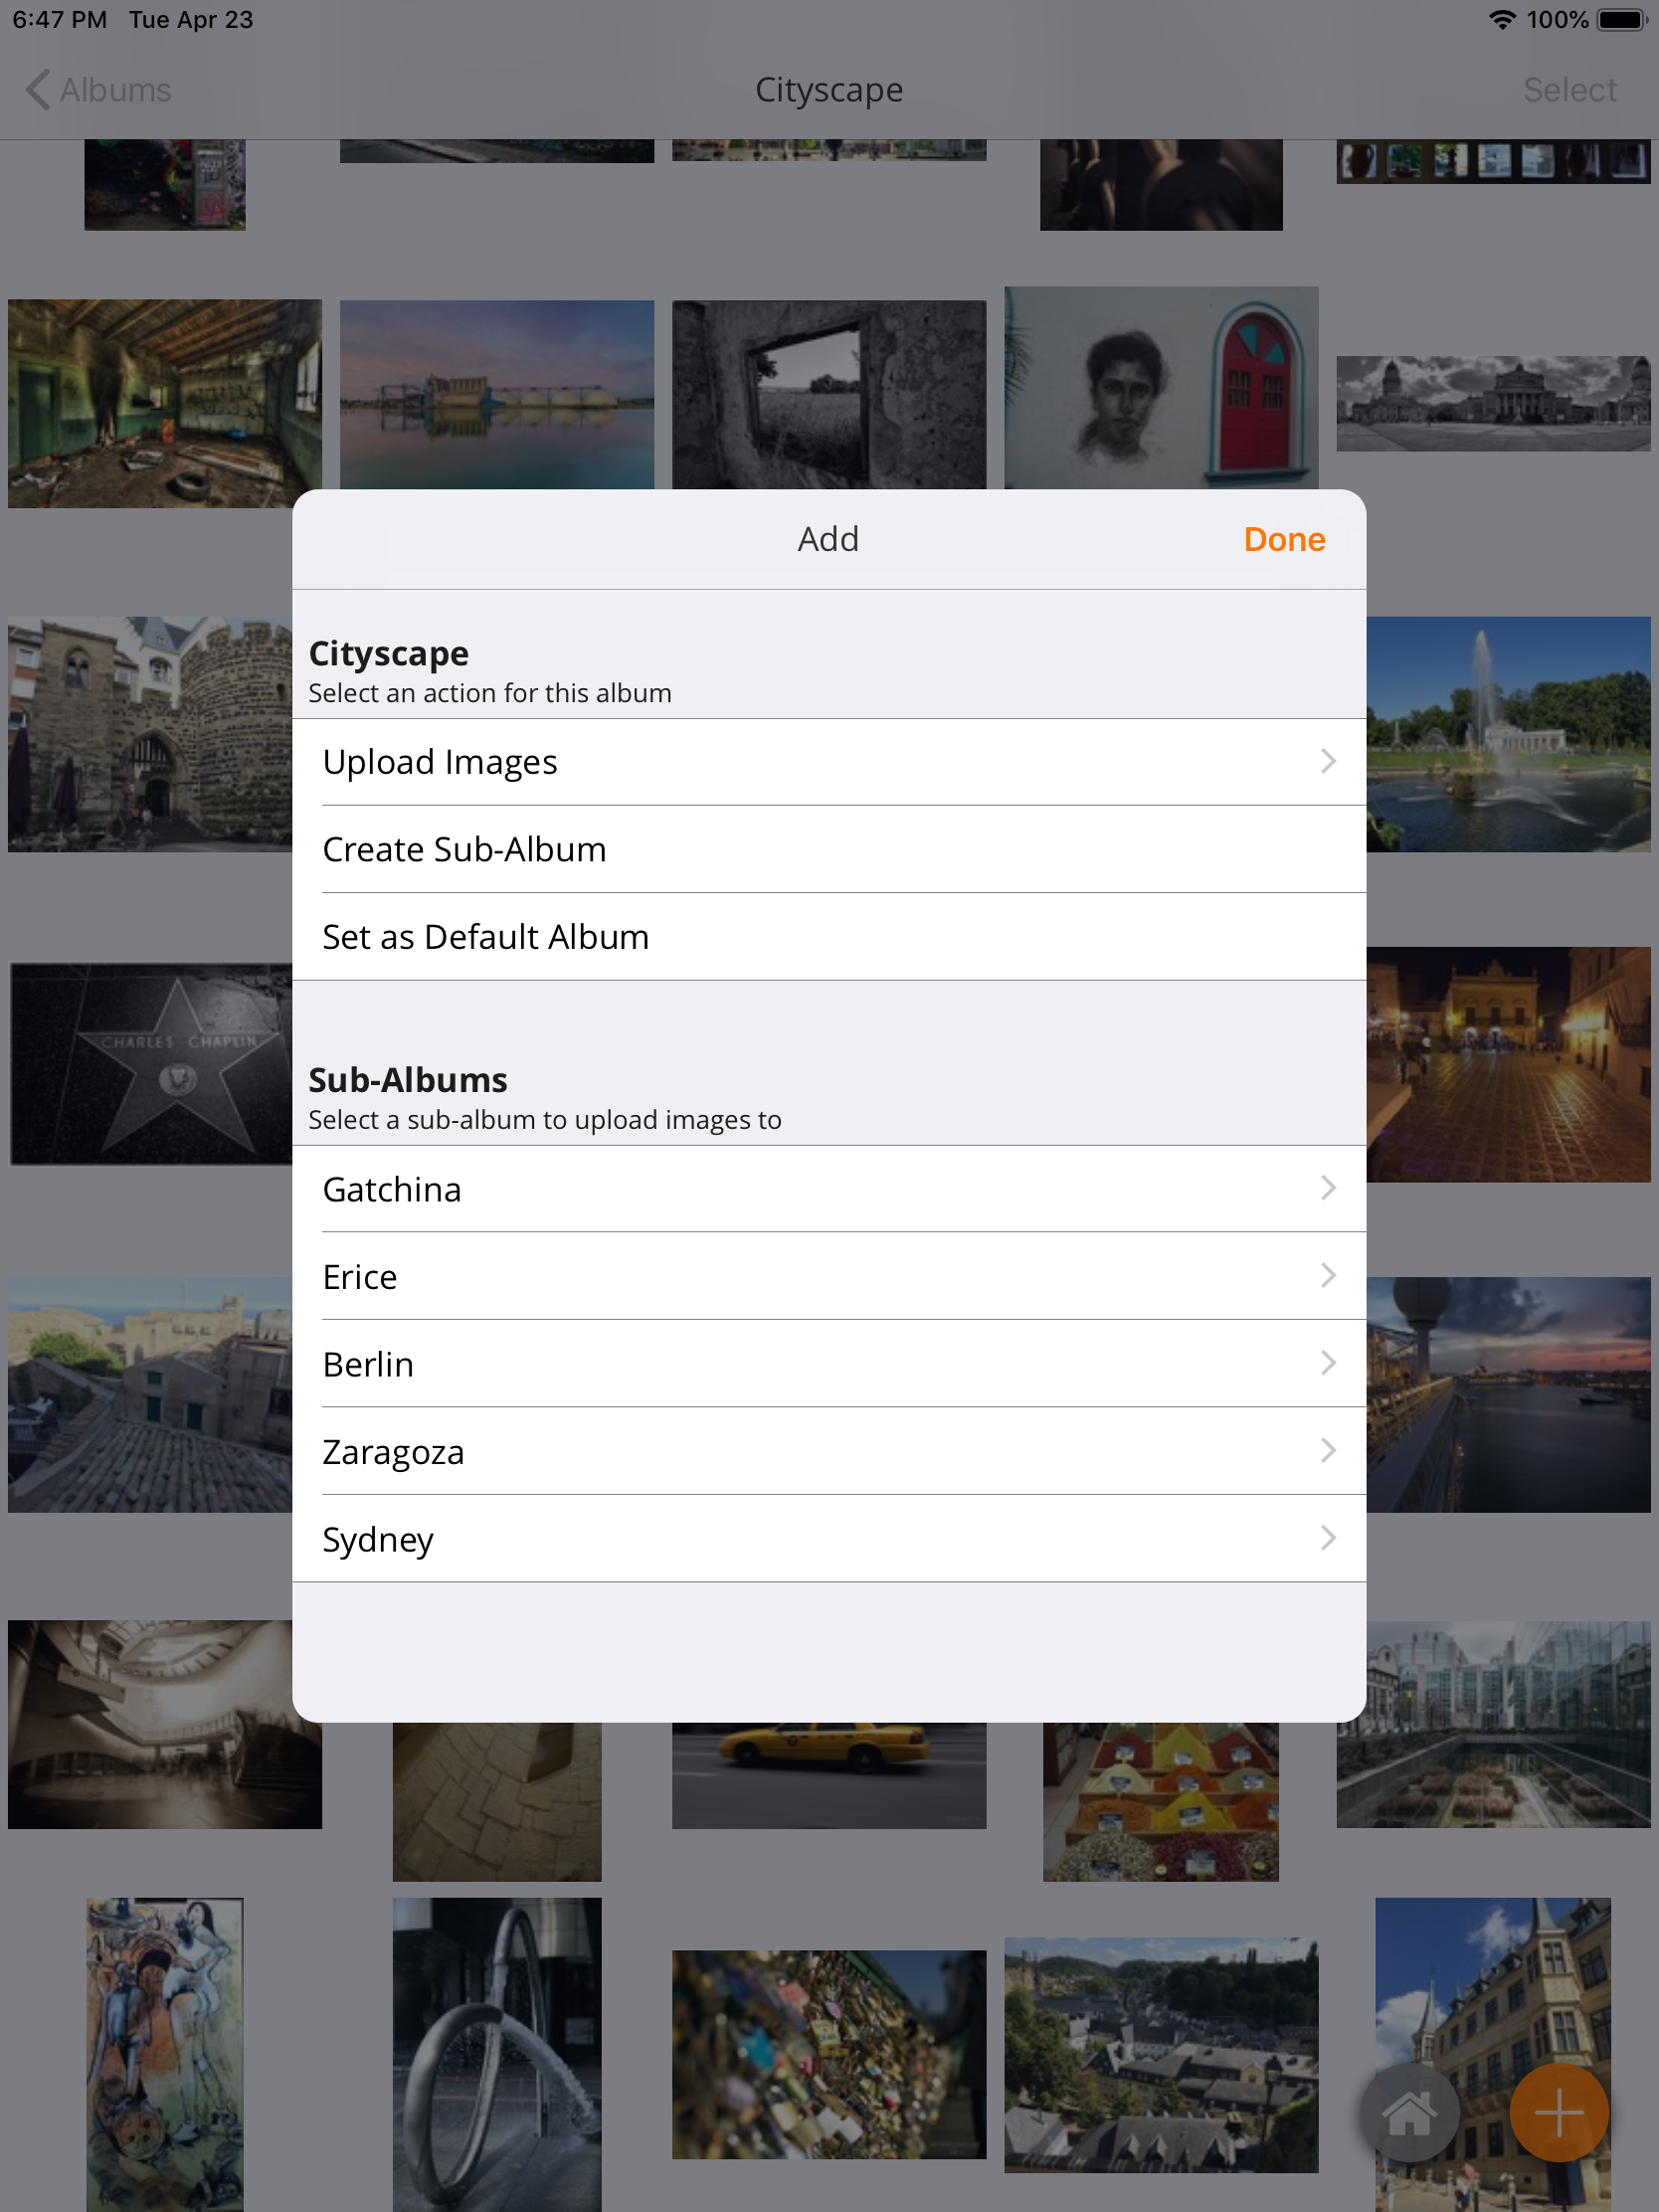 6:47 PM Tue Apr 23 100%
Albums Cityscape Select
Add Done
Cityscape
Select an action for this album
Upload Images
Create Sub-Album
Set as Default Album
CHARLES CHAPLIN
Sub-Albums
Select a sub-album to upload images to
Gatchina
Erice
Berlin
Zaragoza
Sydney